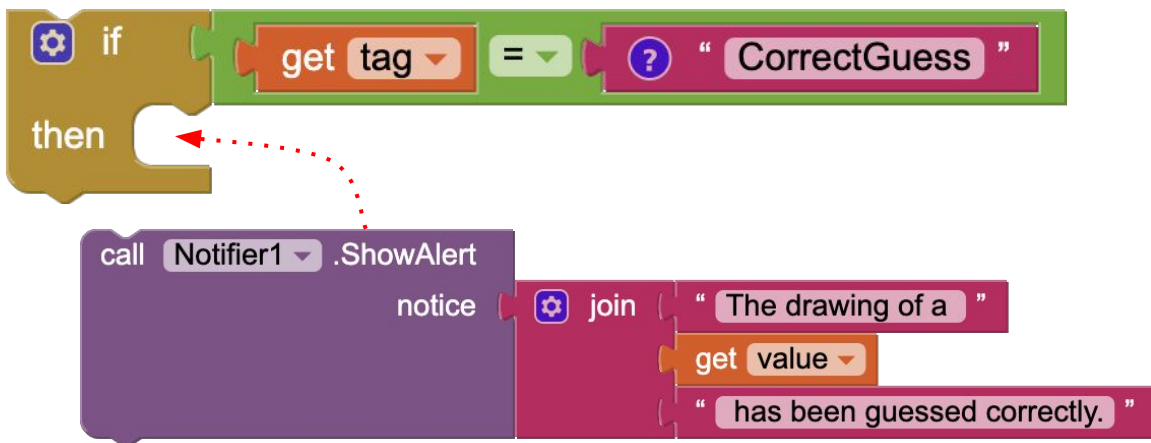 if get tag = ? “ CorrectGuess ”
then
call Notifier1 .ShowAlert
notice join “ The drawing of a ”
get value
“ has been guessed correctly. ”